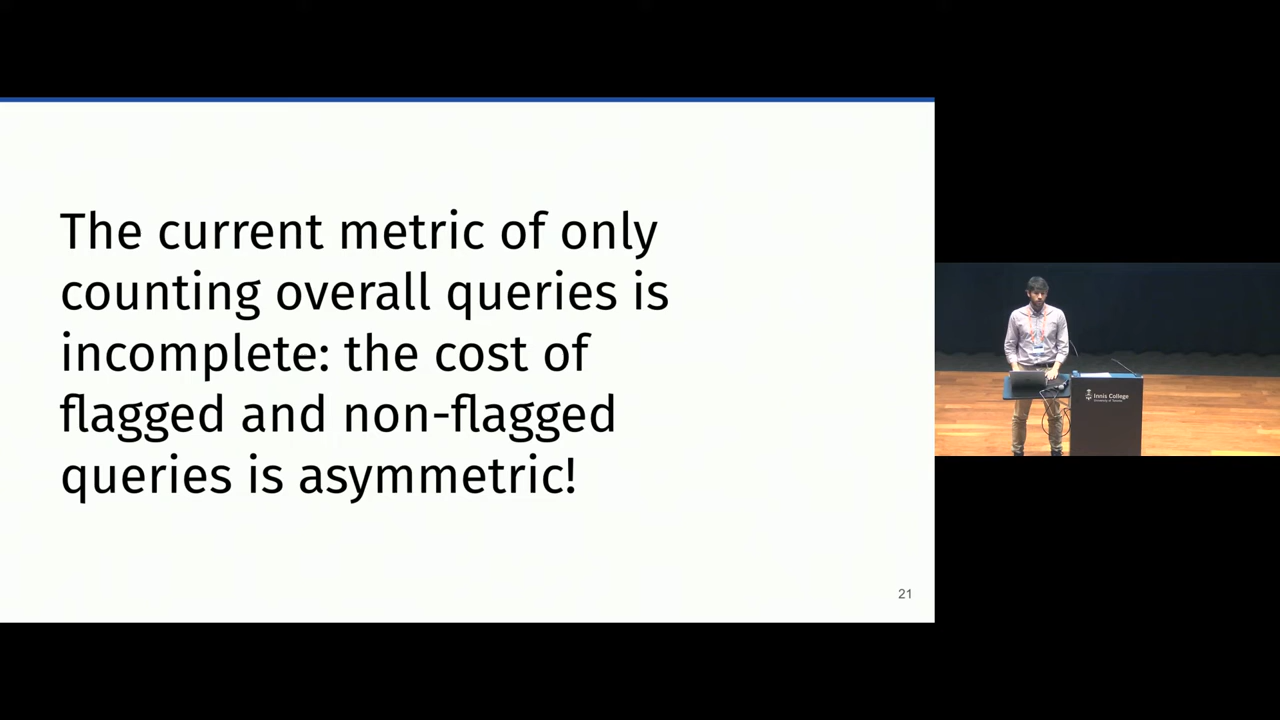 The current metric of only
counting overall queries is
incomplete: the cost of
flagged and non-flagged
queries is asymmetric!
21
Innis College